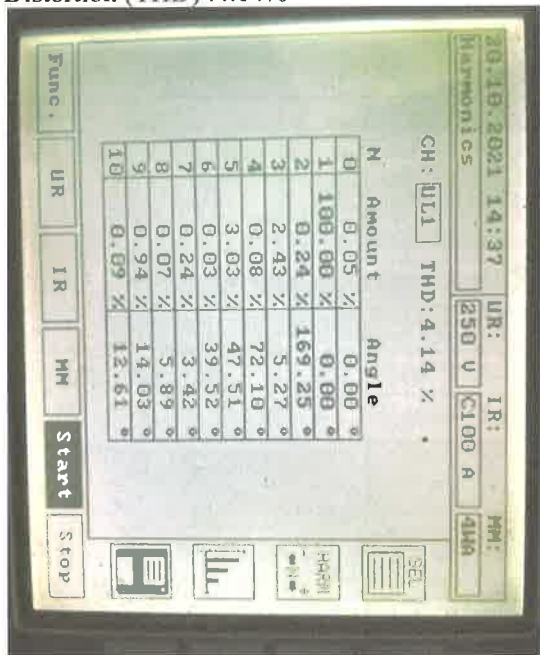 20.10.2021 14:37 UR: IR: MM:
Harmonics 250 U C100 A 4WA
CH: UL1 THD: 4.14 %
N Amount Angle
0 0.05 % 0.00 °
1 100.00 % 0.00 °
2 0.24 % 169.25 °
3 2.43 % 5.27 °
4 0.08 % 72.10 °
5 3.03 % 47.51 °
6 0.03 % 39.52 °
7 0.24 % 3.42 °
8 0.07 % 5.89 °
9 0.94 % 14.03 °
10 0.09 % 12.61 °
SEL
HARM
- +
◄N►
Func. UR IR MM Start Stop